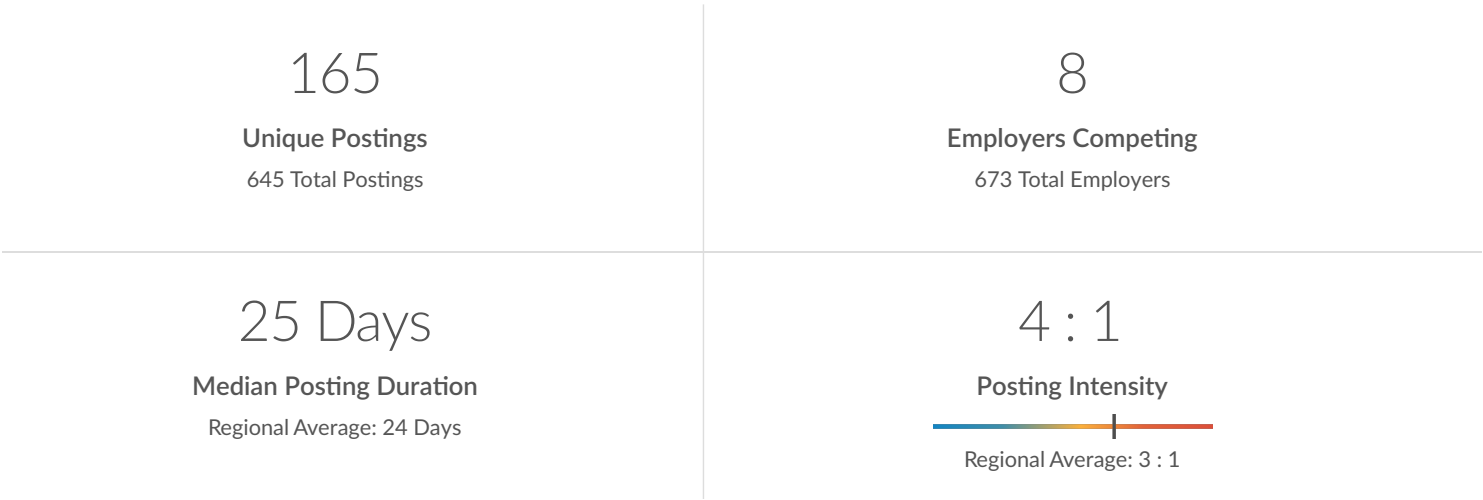 165
Unique Postings
645 Total Postings
8
Employers Competing
673 Total Employers
25 Days
Median Posting Duration
Regional Average: 24 Days
4 : 1
Posting Intensity
Regional Average: 3 : 1